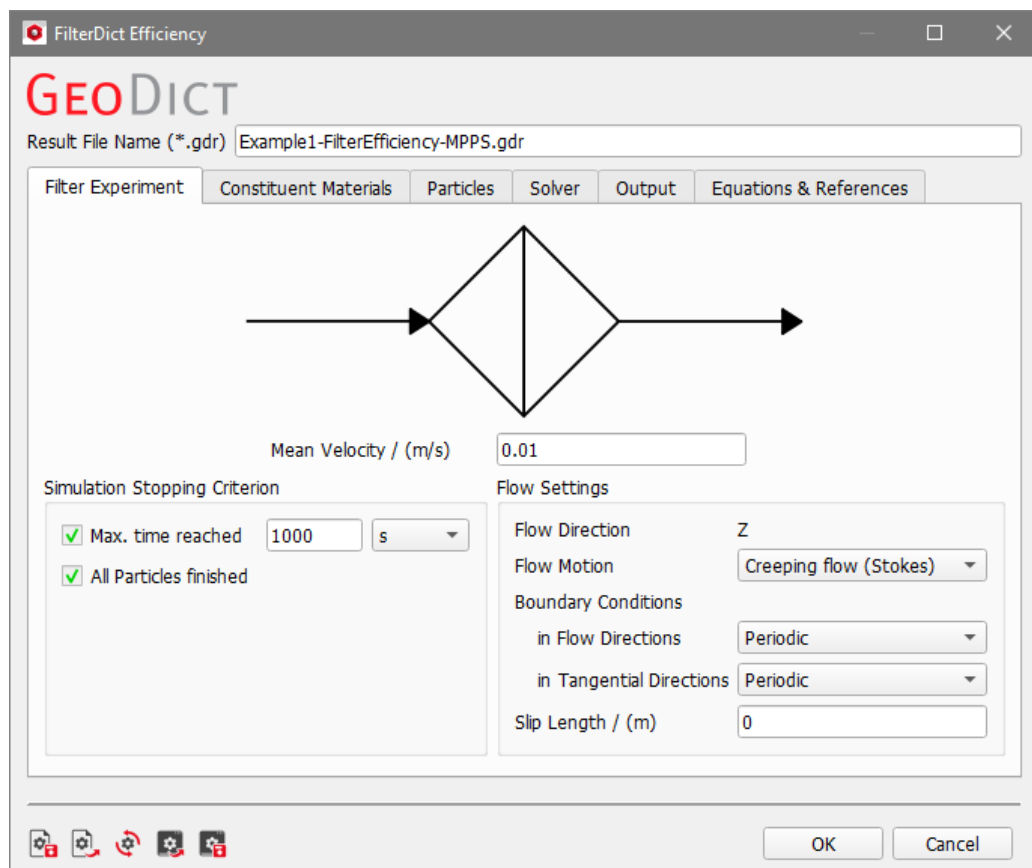 FilterDict Efficiency
GEODICT
Result File Name (*.gdr) Example1-FilterEfficiency-MPPS.gdr
Filter Experiment Constituent Materials Particles Solver Output Equations & References
Mean Velocity / (m/s) 0.01
Simulation Stopping Criterion Flow Settings
Max. time reached 1000 s Flow Direction Z
All Particles finished Flow Motion Creeping flow (Stokes)
Boundary Conditions
in Flow Directions Periodic
in Tangential Directions Periodic
Slip Length / (m) 0
OK Cancel